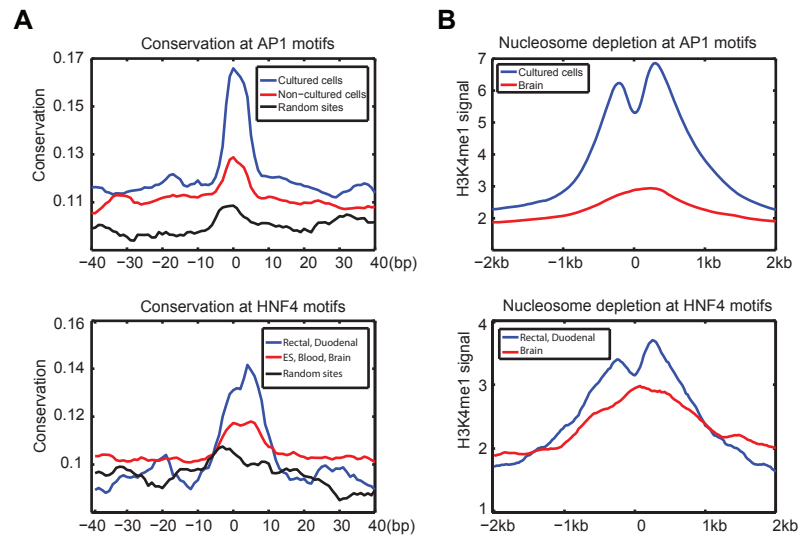 A
Conservation at AP1 motifs
0.17
0.15
0.13
0.11
Conservation
Cultured cells
Non−cultured cells
Random sites
−40 −30 −20 −10 0 10 20 30 40(bp)
B
Nucleosome depletion at AP1 motifs
7
6
5
4
3
2
H3K4me1 signal
Cultured cells
Brain
−2kb −1kb 0 1kb 2kb
Conservation at HNF4 motifs
0.16
0.14
0.12
0.1
Conservation
Rectal, Duodenal
ES, Blood, Brain
Random sites
−40 −30 −20 −10 0 10 20 30 40(bp)
Nucleosome depletion at HNF4 motifs
4
3
2
1
H3K4me1 signal
Rectal, Duodenal
Brain
−2kb −1kb 0 1kb 2kb